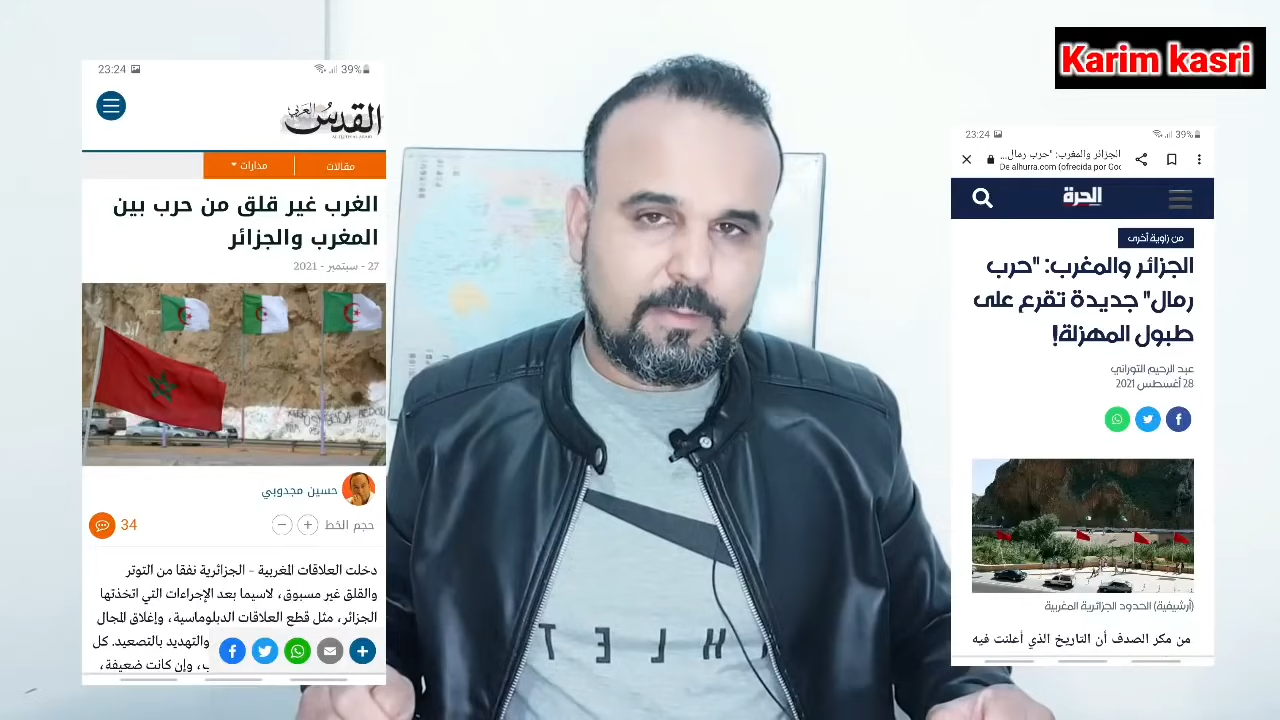 Karim kasri
23:24
39%
القدس العربي
مقالات
مدارات
الغرب غير قلق من حرب بين
المغرب والجزائر
27 - سبتمبر - 2021
حسين مجدوبي
حجم الخط
34
دخلت العلاقات المغربية – الجزائرية نفقا من التوتر
والقلق غير مسبوق، لاسيما بعد الإجراءات التي اتخذتها
الجزائر، مثل قطع العلاقات الدبلوماسية، وإغلاق المجال
والتهديد بالتصعيد. كل
وإن كانت ضعيفة،
23:24
39%
الجزائر والمغرب: "حرب رمال"...
De alhurra.com (ofrecida por Goo
الحرة
من زاوية أخرى
الجزائر والمغرب: "حرب
رمال" جديدة تقرع على
طبول المهزلة!
عبد الرحيم التوراني
28 أغسطس 2021
(أرشيفية) الحدود الجزائرية المغربية
من مكر الصدف أن التاريخ الذي أعلنت فيه